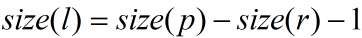 size(l) = size(p) − size(r) − 1